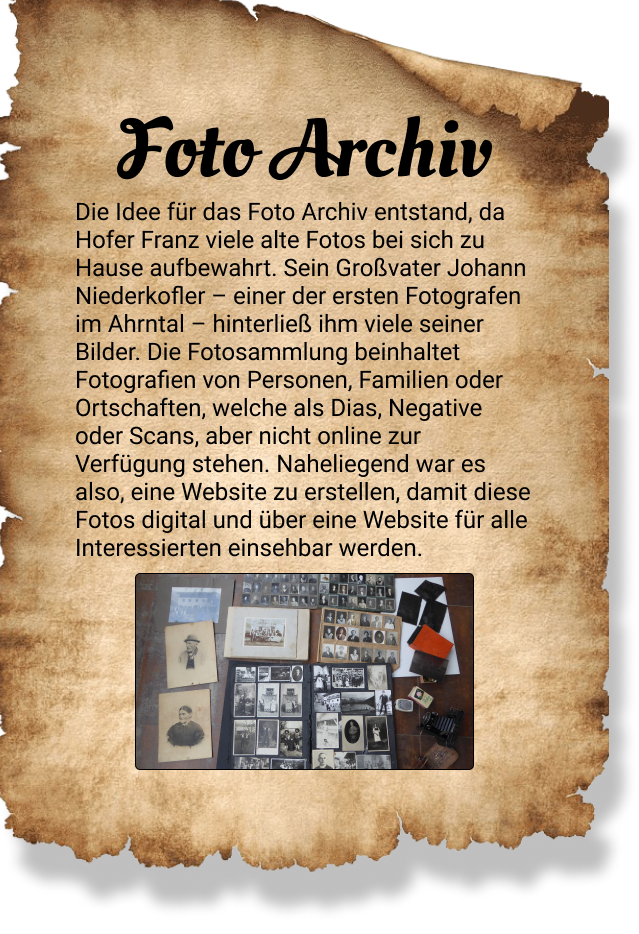 Foto Archiv
Die Idee für das Foto Archiv entstand, da
Hofer Franz viele alte Fotos bei sich zu
Hause aufbewahrt. Sein Großvater Johann
Niederkofler – einer der ersten Fotografen
im Ahrntal – hinterließ ihm viele seiner
Bilder. Die Fotosammlung beinhaltet
Fotografien von Personen, Familien oder
Ortschaften, welche als Dias, Negative
oder Scans, aber nicht online zur
Verfügung stehen. Naheliegend war es
also, eine Website zu erstellen, damit diese
Fotos digital und über eine Website für alle
Interessierten einsehbar werden.